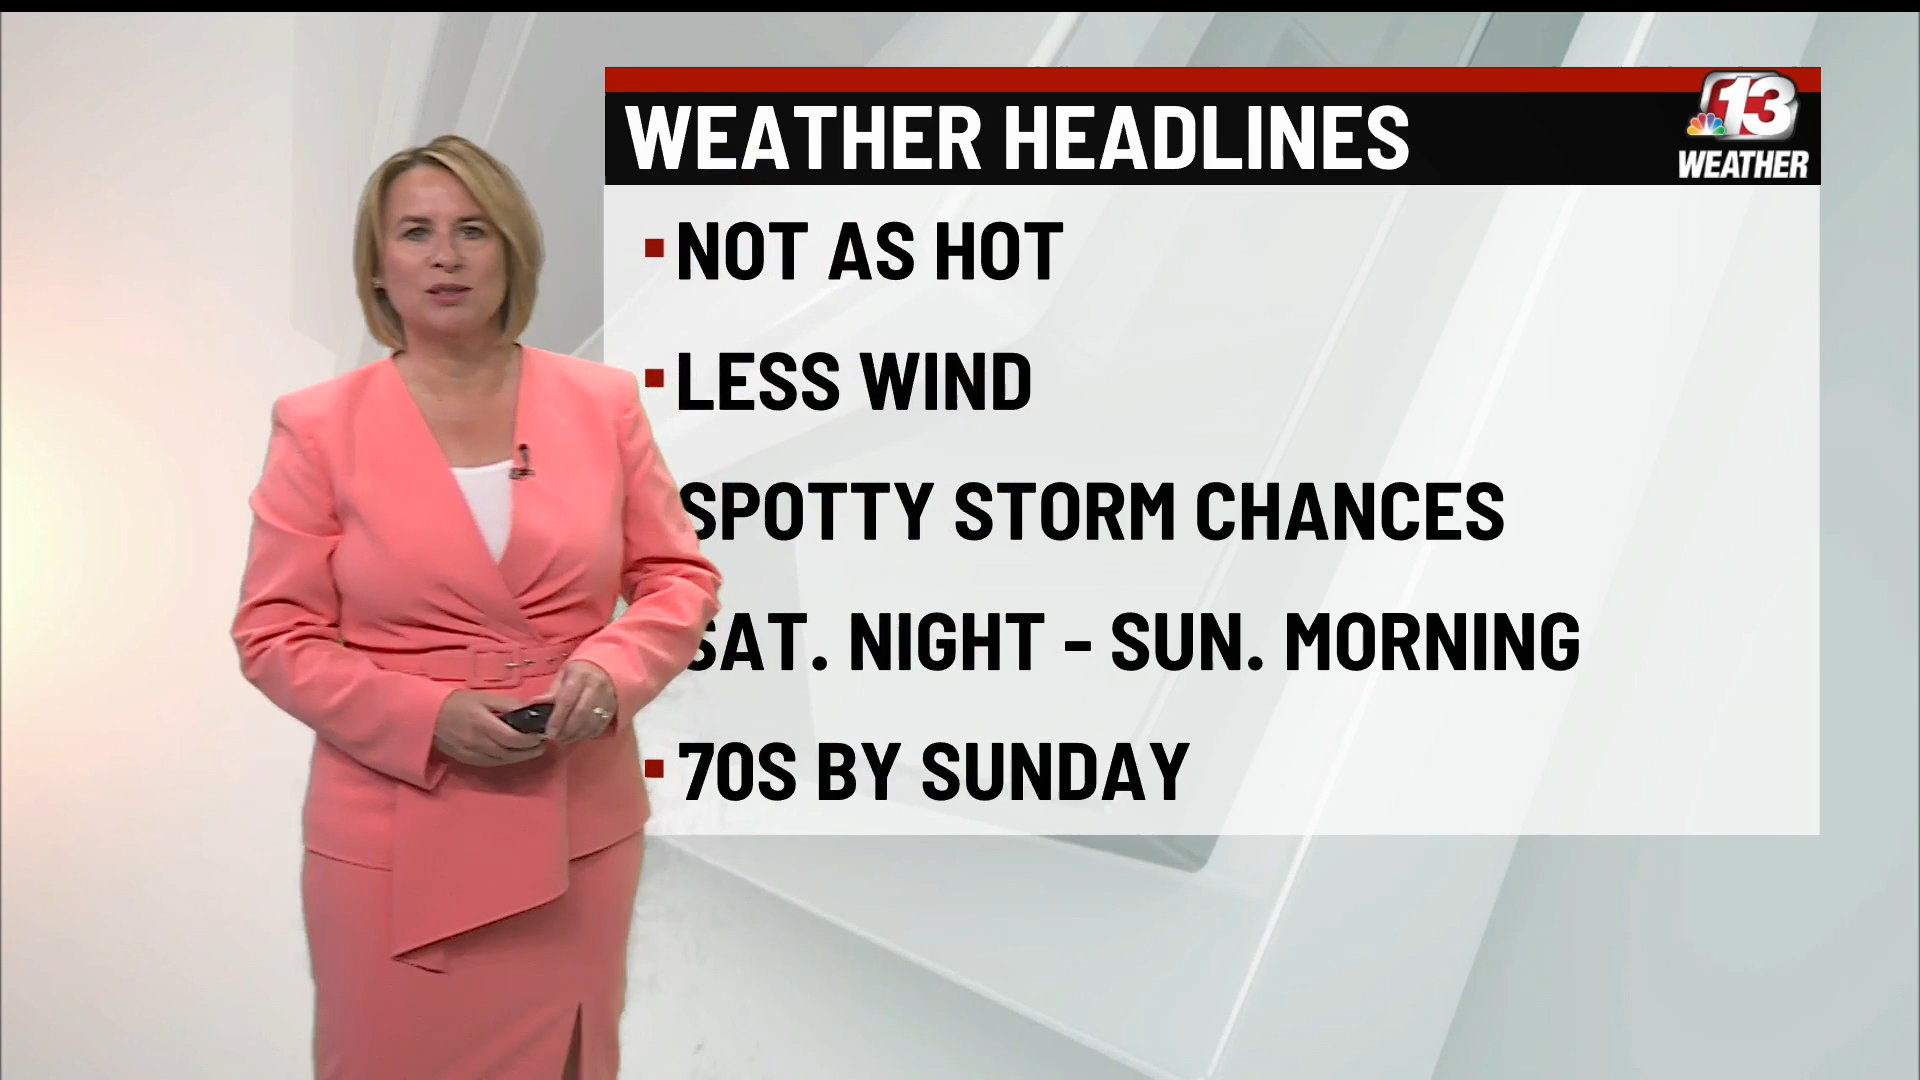 WEATHER HEADLINES
13
WEATHER
NOT AS HOT
LESS WIND
SPOTTY STORM CHANCES
SAT. NIGHT - SUN. MORNING
70S BY SUNDAY